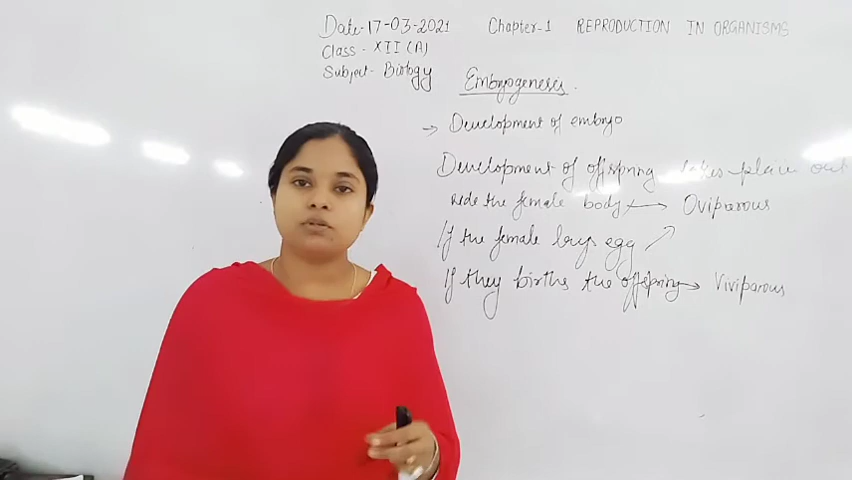 Date-17-03-2021 Chapter-1 REPRODUCTION IN ORGANISMS
Class - XII (A)
Subject- Biology
Embryogenesis.
→ Development of embryo
Development of offspring takes place out
side the female body → Oviparous
If the female lays egg
If they births the offspring → Viviparous